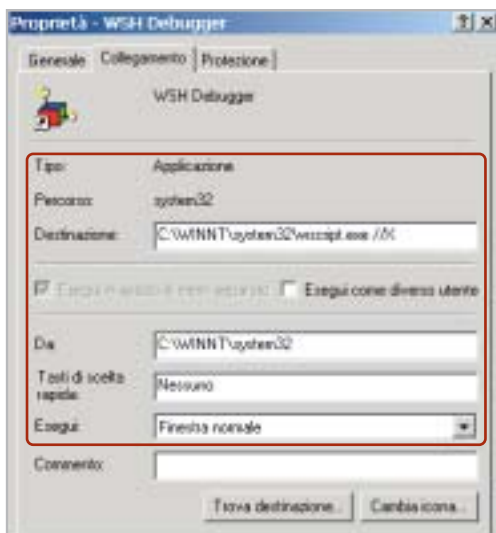 Proprietà - WSH Debugger
Generale Collegamento Protezione
WSH Debugger
Tipo: Applicazione
Percorso: system32
Destinazione: C:\WINNT\system32\wscript.exe //X
Esegui come diverso utente
Da: C:\WINNT\system32
Tasti di scelta
rapida: Nessuno
Esegui: Finestra normale
Commento:
Trova destinazione... Cambia icona...